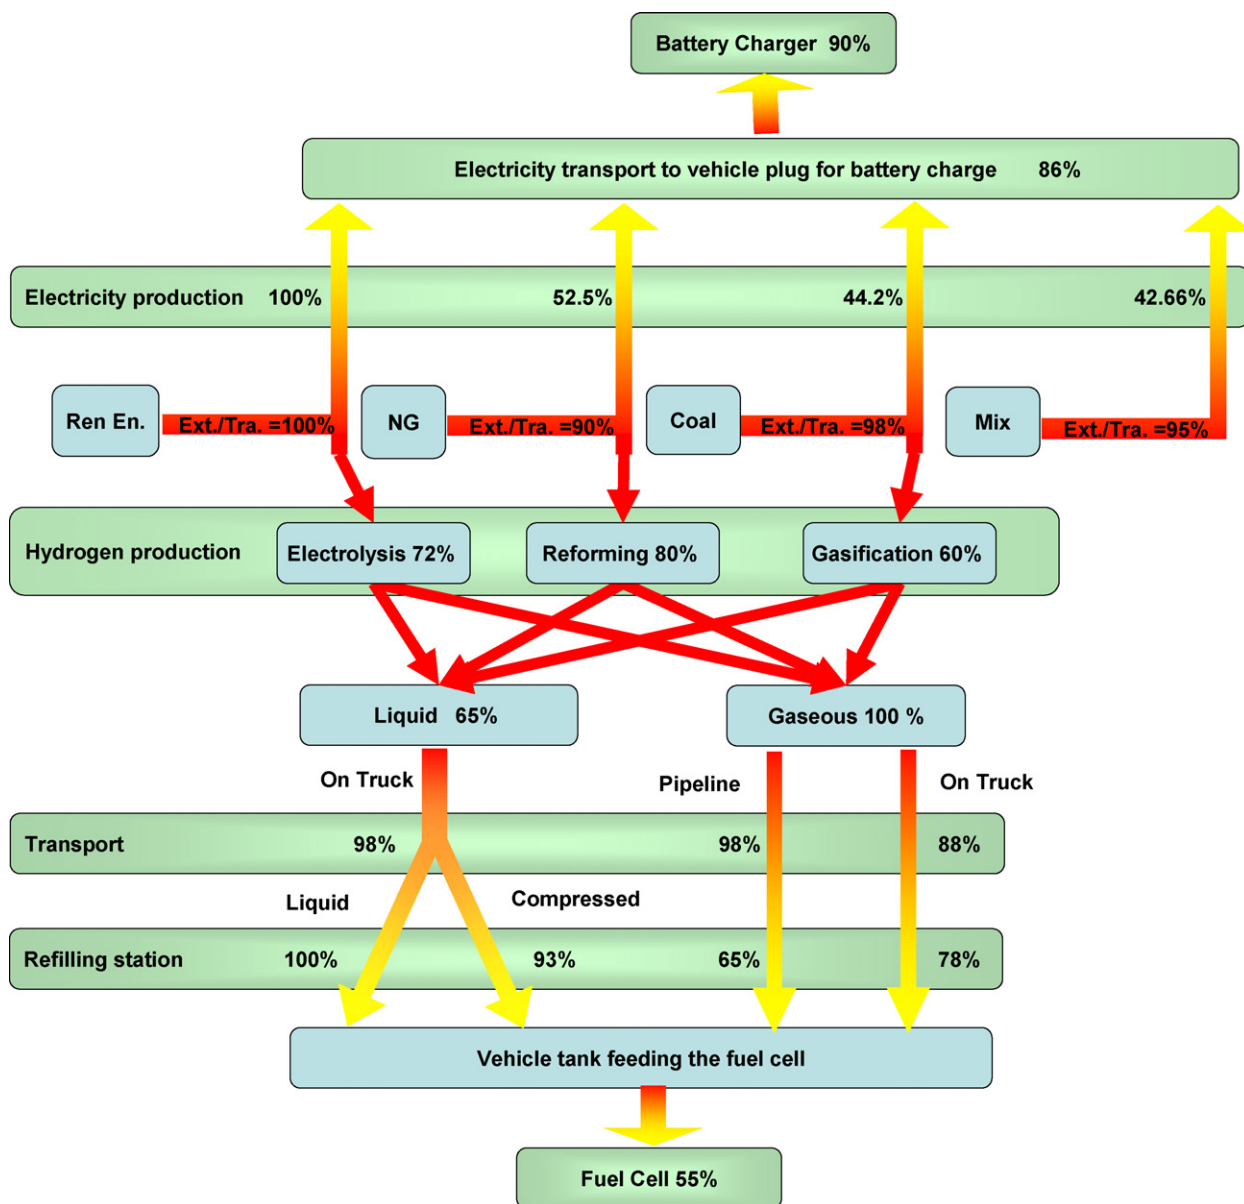 Battery Charger 90%
Electricity transport to vehicle plug for battery charge 86%
Electricity production 100% 52.5% 44.2% 42.66%
Ren En. Ext./Tra. =100% NG Ext./Tra. =90% Coal Ext./Tra. =98% Mix Ext./Tra. =95%
Hydrogen production Electrolysis 72% Reforming 80% Gasification 60%
Liquid 65% Gaseous 100 %
On Truck Pipeline On Truck
Transport 98% 98% 88%
Liquid Compressed
Refilling station 100% 93% 65% 78%
Vehicle tank feeding the fuel cell
Fuel Cell 55%